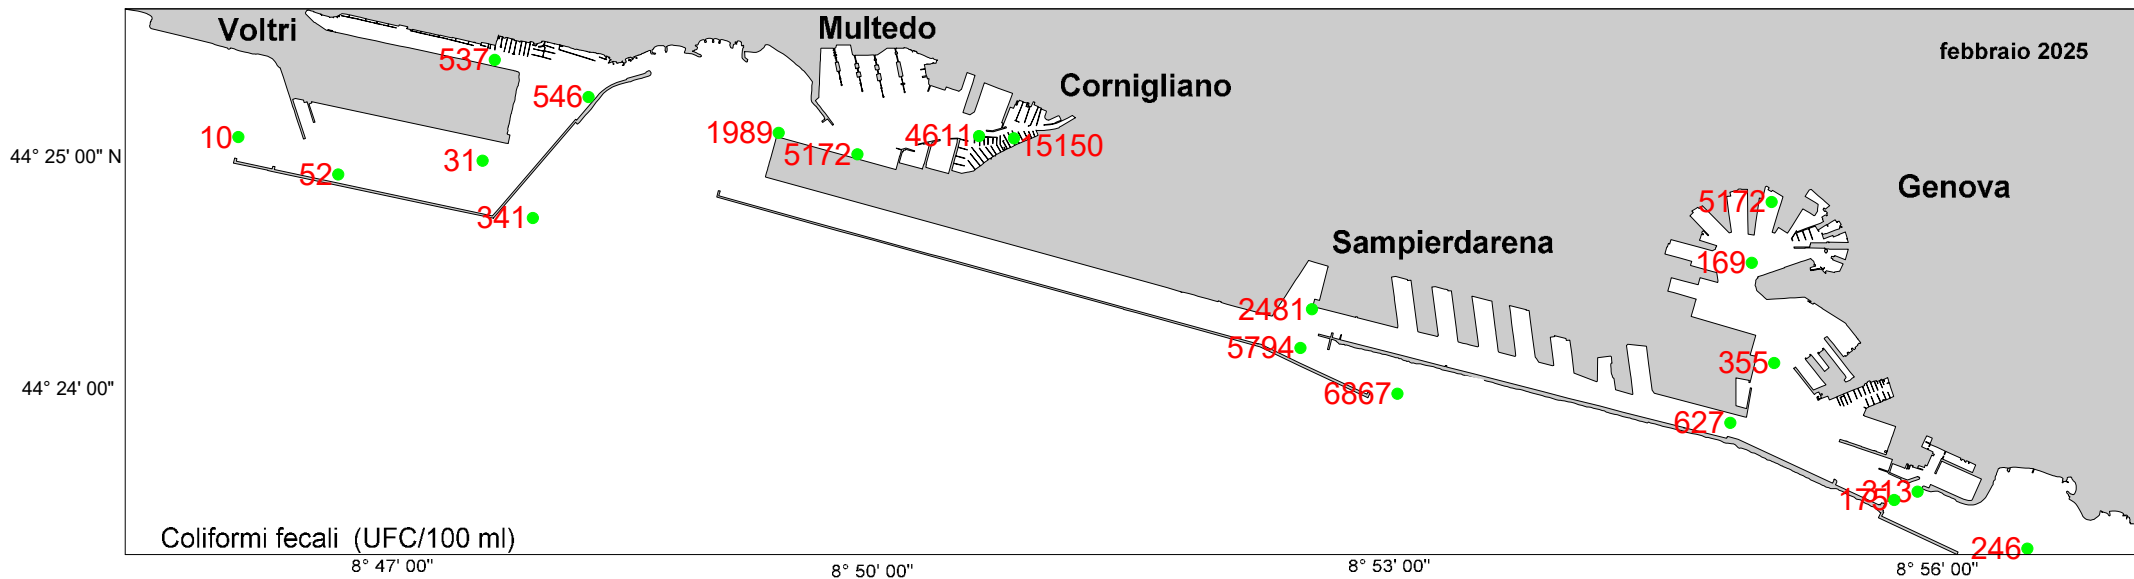 Voltri
Multedo
febbraio 2025
537
Cornigliano
546
10
1989
4611
15150
44° 25' 00" N
5172
31
52
Genova
5172
341
Sampierdarena
169
2481
5794
355
44° 24' 00"
6867
627
313
175
Coliformi fecali (UFC/100 ml)
246
8° 47' 00"
8° 50' 00"
8° 53' 00"
8° 56' 00"